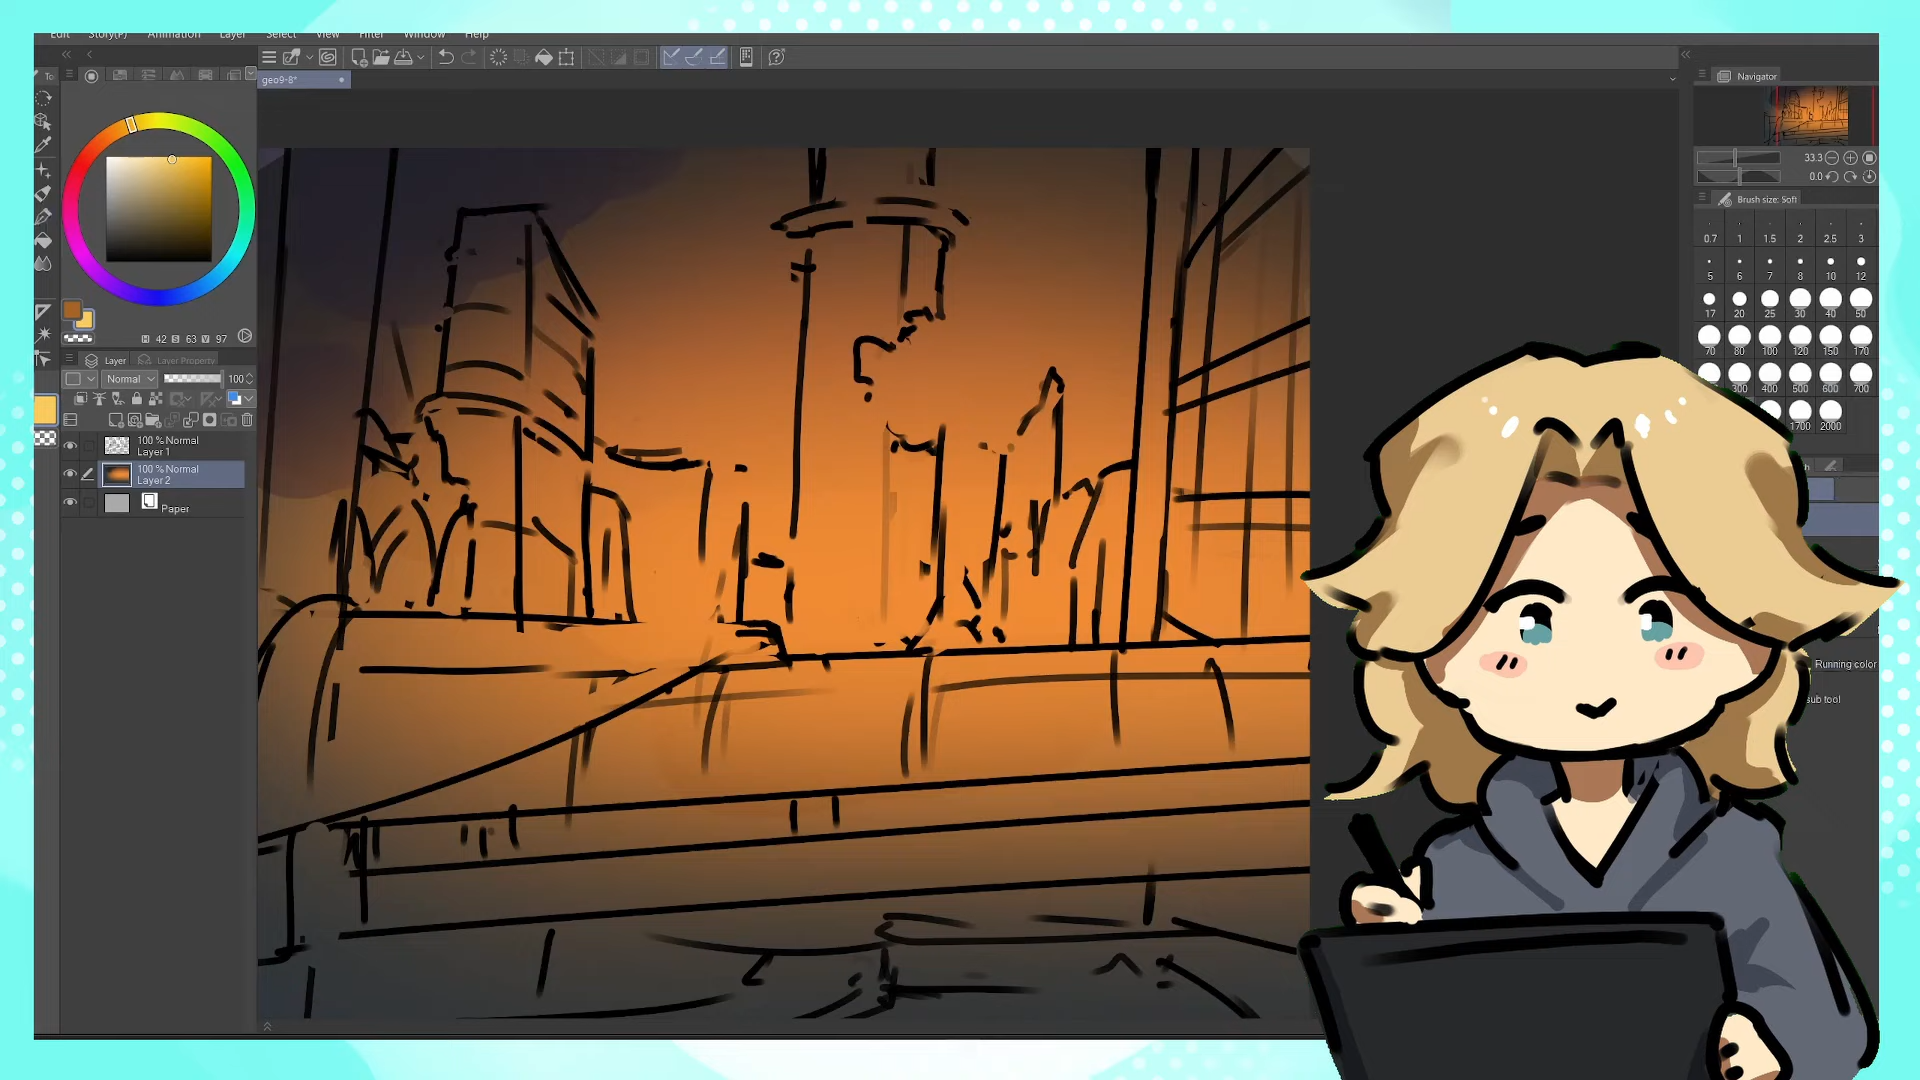 Edit Story(P) Animation Layer Select View Filter Window Help
geo9-8*
Navigator
33.3
0.0
Brush size: Soft
0.7 1 1.5 2 2.5 3
5 6 7 8 10 12
17 20 25 30 40 50
70 80 100 120 150 170
300 400 500 600 700
1700 2000
H 42 S 63 V 97
Layer Layer Property
Normal 100
100 % Normal
Layer 1
100 % Normal
Layer 2
Paper
Running color
sub tool